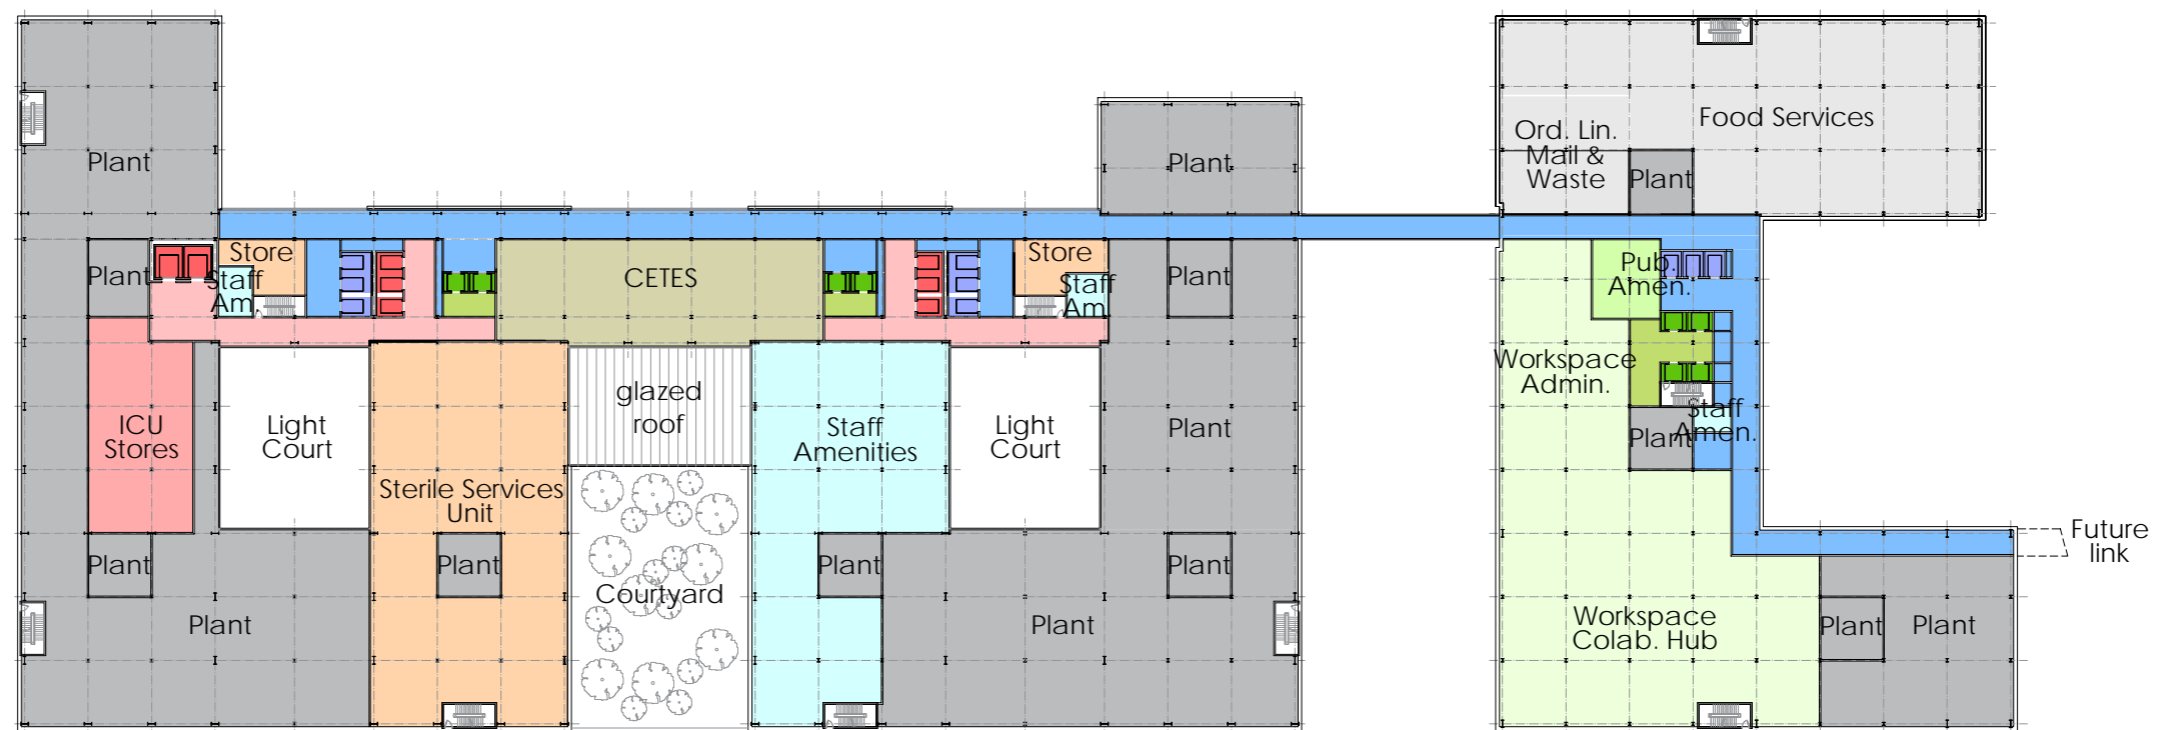 Plant
Plant
Store
Staff
Am.
CETES
Store
Staff
Am.
Plant
Plant
ICU
Stores
Light
Court
Sterile Services
Unit
glazed
roof
Staff
Amenities
Light
Court
Plant
Plant
Plant
Plant
Courtyard
Plant
Plant
Plant
Food Services
Ord. Lin.
Mail &
Waste
Plant
Pub.
Amen.
Workspace
Admin.
Staff
Amen.
Plant
Future
link
Workspace
Colab. Hub
Plant
Plant